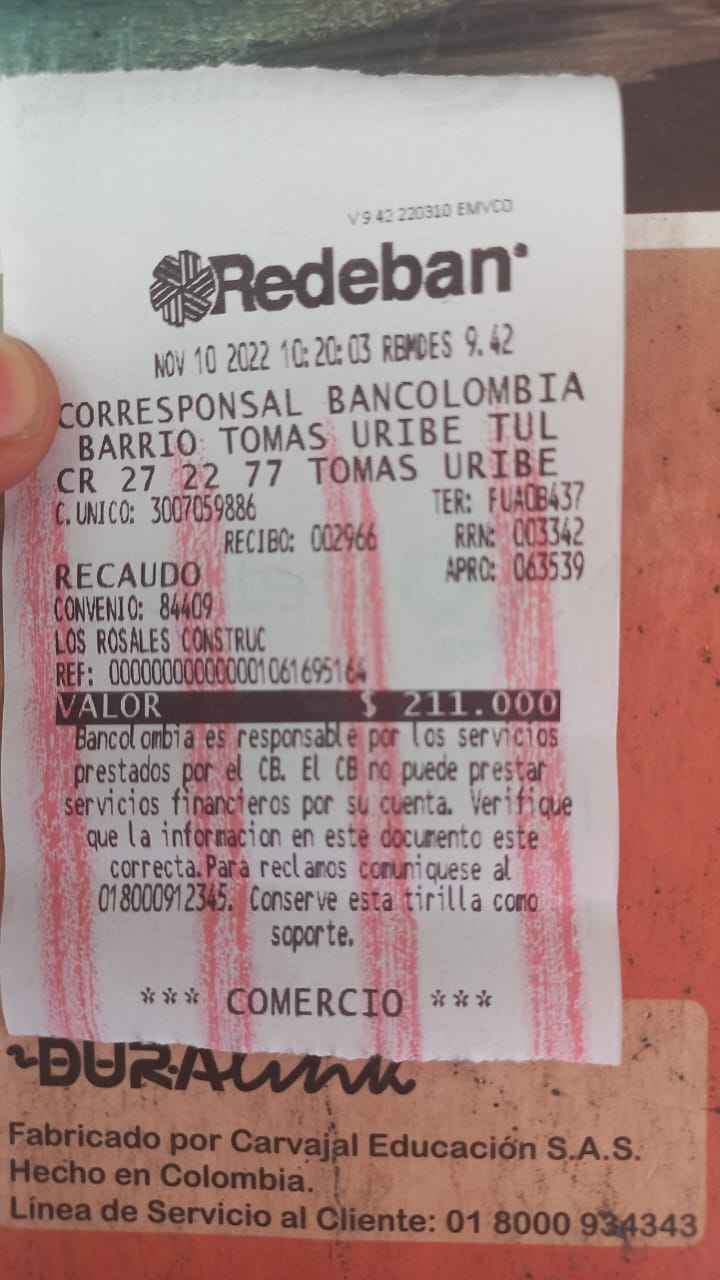 V 9 42 220310 EMVCO
Redeban
NOV 10 2022 10:20:03 RBMDES 9.42
CORRESPONSAL BANCOLOMBIA
BARRIO TOMAS URIBE TUL
CR 27 22 77 TOMAS URIBE
C.UNICO: 3007059886 TER: FUAOB437
RECIBO: 002966 RRN: 003342
RECAUDO APRO: 063539
CONVENIO: 84409
LOS ROSALES CONSTRUC
REF: 0000000000000001061695164
VALOR $ 211.000
Bancolombia es responsable por los servicios
prestados por el CB. El CB no puede prestar
servicios financieros por su cuenta. Verifique
que la informacion en este documento este
correcta.Para reclamos comuniquese al
018000912345. Conserve esta tirilla como
soporte.
*** COMERCIO ***
DURALINK
Fabricado por Carvajal Educación S.A.S.
Hecho en Colombia.
Línea de Servicio al Cliente: 01 8000 934343